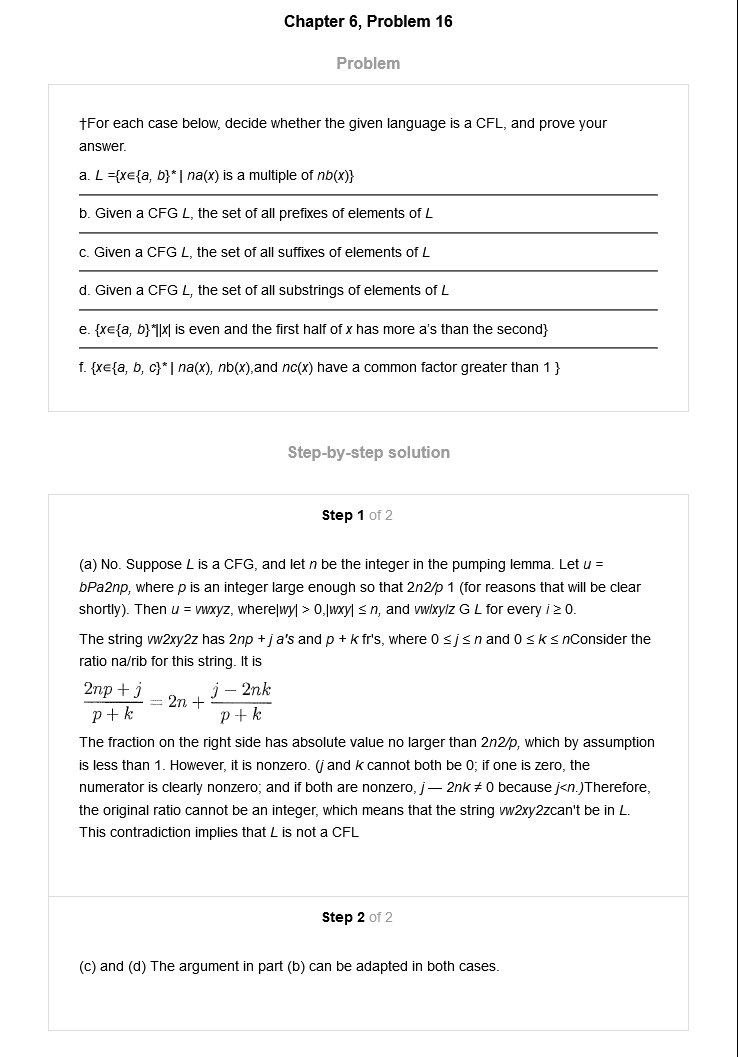 Chapter 6, Problem 16
Problem
†For each case below, decide whether the given language is a CFL, and prove your
answer.
a. L ={x∈{a, b}* | na(x) is a multiple of nb(x)}
b. Given a CFG L, the set of all prefixes of elements of L
c. Given a CFG L, the set of all suffixes of elements of L
d. Given a CFG L, the set of all substrings of elements of L
e. {x∈{a, b}*||x| is even and the first half of x has more a's than the second}
f. {x∈{a, b, c}* | na(x), nb(x),and nc(x) have a common factor greater than 1 }
Step-by-step solution
Step 1 of 2
(a) No. Suppose L is a CFG, and let n be the integer in the pumping lemma. Let u =
bPa2np, where p is an integer large enough so that 2n2/p 1 (for reasons that will be clear
shortly). Then u = vwxyz, where|wy| > 0,|wxy| ≤ n, and vwixyiz G L for every i ≥ 0.
The string vw2xy2z has 2np + j a's and p + k fr's, where 0 ≤ j ≤ n and 0 ≤ k ≤ nConsider the
ratio na/rib for this string. It is
(2np + j)/(p + k) = 2n + (j − 2nk)/(p + k)
The fraction on the right side has absolute value no larger than 2n2/p, which by assumption
is less than 1. However, it is nonzero. (j and k cannot both be 0; if one is zero, the
numerator is clearly nonzero; and if both are nonzero, j — 2nk ≠ 0 because j<n.)Therefore,
the original ratio cannot be an integer, which means that the string vw2xy2zcan't be in L.
This contradiction implies that L is not a CFL
Step 2 of 2
(c) and (d) The argument in part (b) can be adapted in both cases.